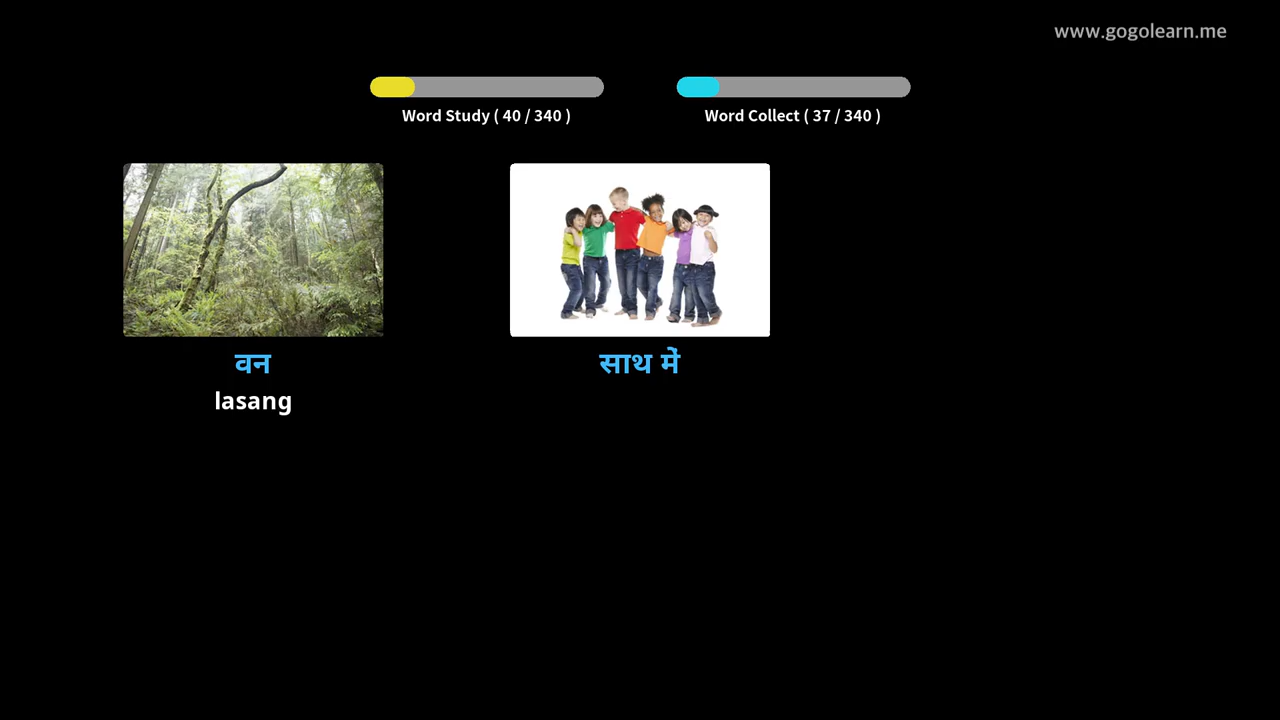 www.gogolearn.me
Word Study ( 40 / 340 )
Word Collect ( 37 / 340 )
वन
lasang
साथ में